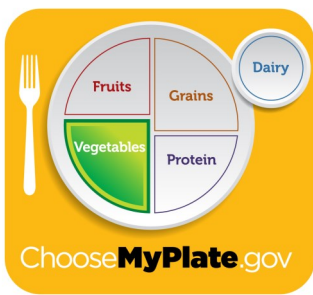 Dairy
Fruits
Grains
Vegetables
Protein
ChooseMyPlate.gov